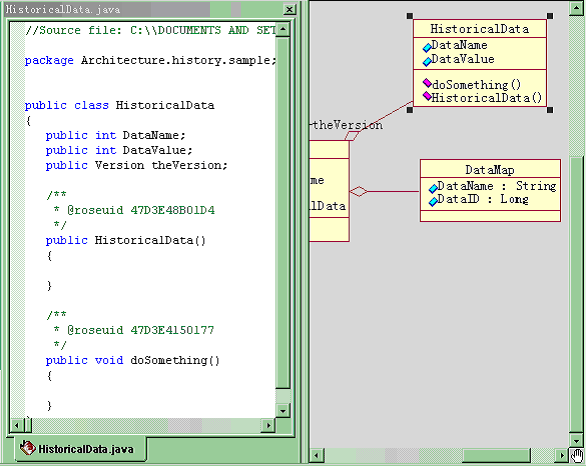 HistoricalData.java
//Source file: C:\\DOCUMENTS AND SET
package Architecture.history.sample;
public class HistoricalData
{
public int DataName;
public int DataValue;
public Version theVersion;
/**
* @roseuid 47D3E48B01D4
*/
public HistoricalData()
{
}
/**
* @roseuid 47D3E4150177
*/
public void doSomething()
{
}
}
HistoricalData.java
HistoricalData
DataName
DataValue
doSomething()
HistoricalData()
theVersion
me
lData
DataMap
DataName : String
DataID : Long